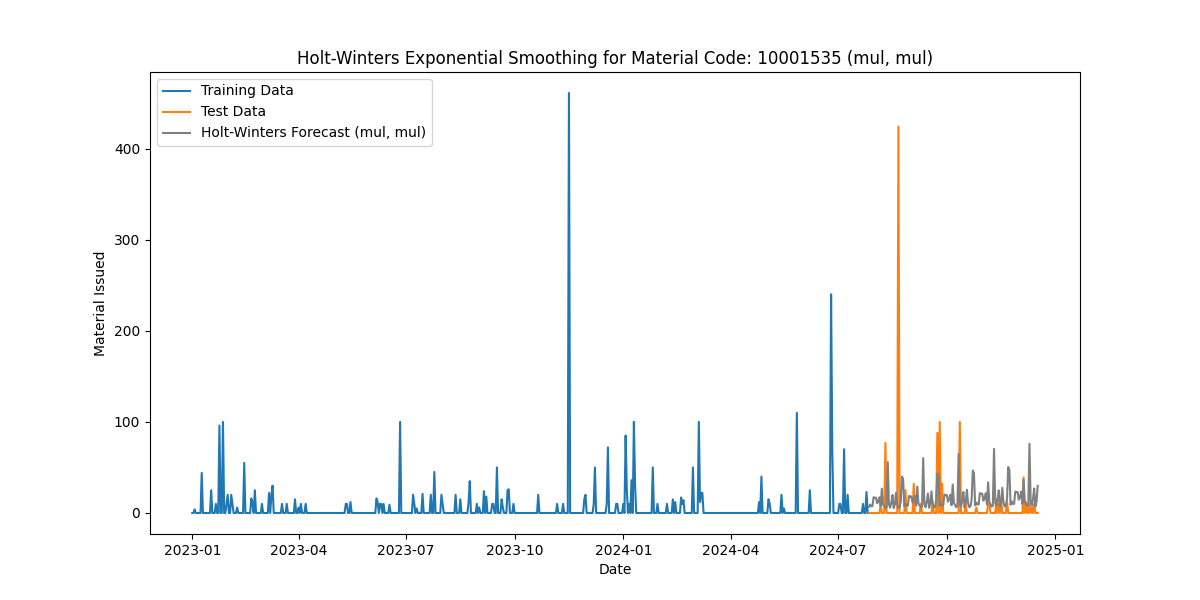 Holt-Winters Exponential Smoothing for Material Code: 10001535 (mul, mul)
Training Data
Test Data
Holt-Winters Forecast (mul, mul)
400
300
200
100
0
Material Issued
2023-01 2023-04 2023-07 2023-10 2024-01 2024-04 2024-07 2024-10 2025-01
Date